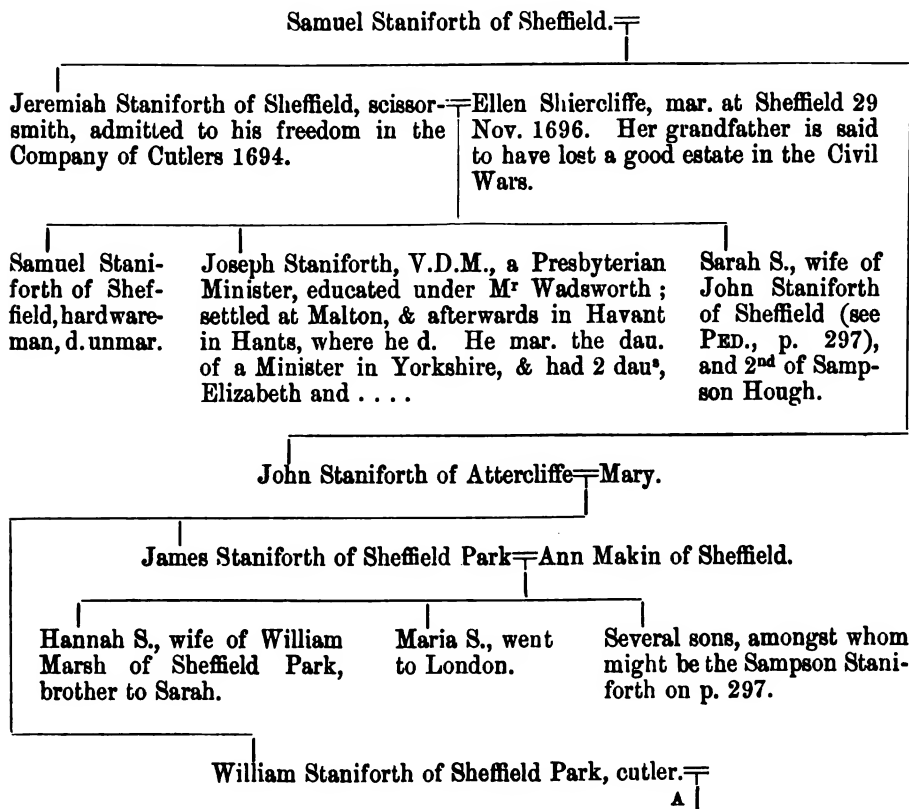 Samuel Staniforth of Sheffield.
Jeremiah Staniforth of Sheffield, scissor-
smith, admitted to his freedom in the
Company of Cutlers 1694.
Ellen Shiercliffe, mar. at Sheffield 29
Nov. 1696. Her grandfather is said
to have lost a good estate in the Civil
Wars.
Samuel Stani-
forth of Shef-
field, hardware-
man, d. unmar.
Joseph Staniforth, V.D.M., a Presbyterian
Minister, educated under Mʳ Wadsworth ;
settled at Malton, & afterwards in Havant
in Hants, where he d. He mar. the dau.
of a Minister in Yorkshire, & had 2 dauˢ,
Elizabeth and . . . .
Sarah S., wife of
John Staniforth
of Sheffield (see
PED., p. 297),
and 2ⁿᵈ of Samp-
son Hough.
John Staniforth of Attercliffe Mary.
James Staniforth of Sheffield Park Ann Makin of Sheffield.
Hannah S., wife of William
Marsh of Sheffield Park,
brother to Sarah.
Maria S., went
to London.
Several sons, amongst whom
might be the Sampson Stani-
forth on p. 297.
William Staniforth of Sheffield Park, cutler.
A